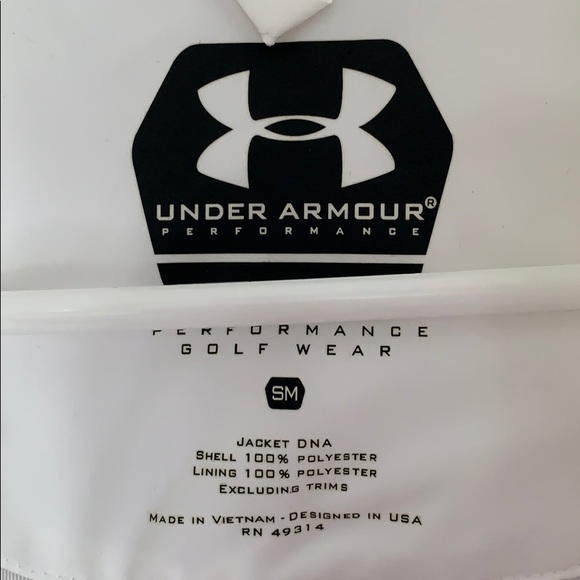 UNDER ARMOUR®
PERFORMANCE
PERFORMANCE
GOLF WEAR
SM
JACKET DNA
SHELL 100% POLYESTER
LINING 100% POLYESTER
EXCLUDING TRIMS
MADE IN VIETNAM - DESIGNED IN USA
RN 49314